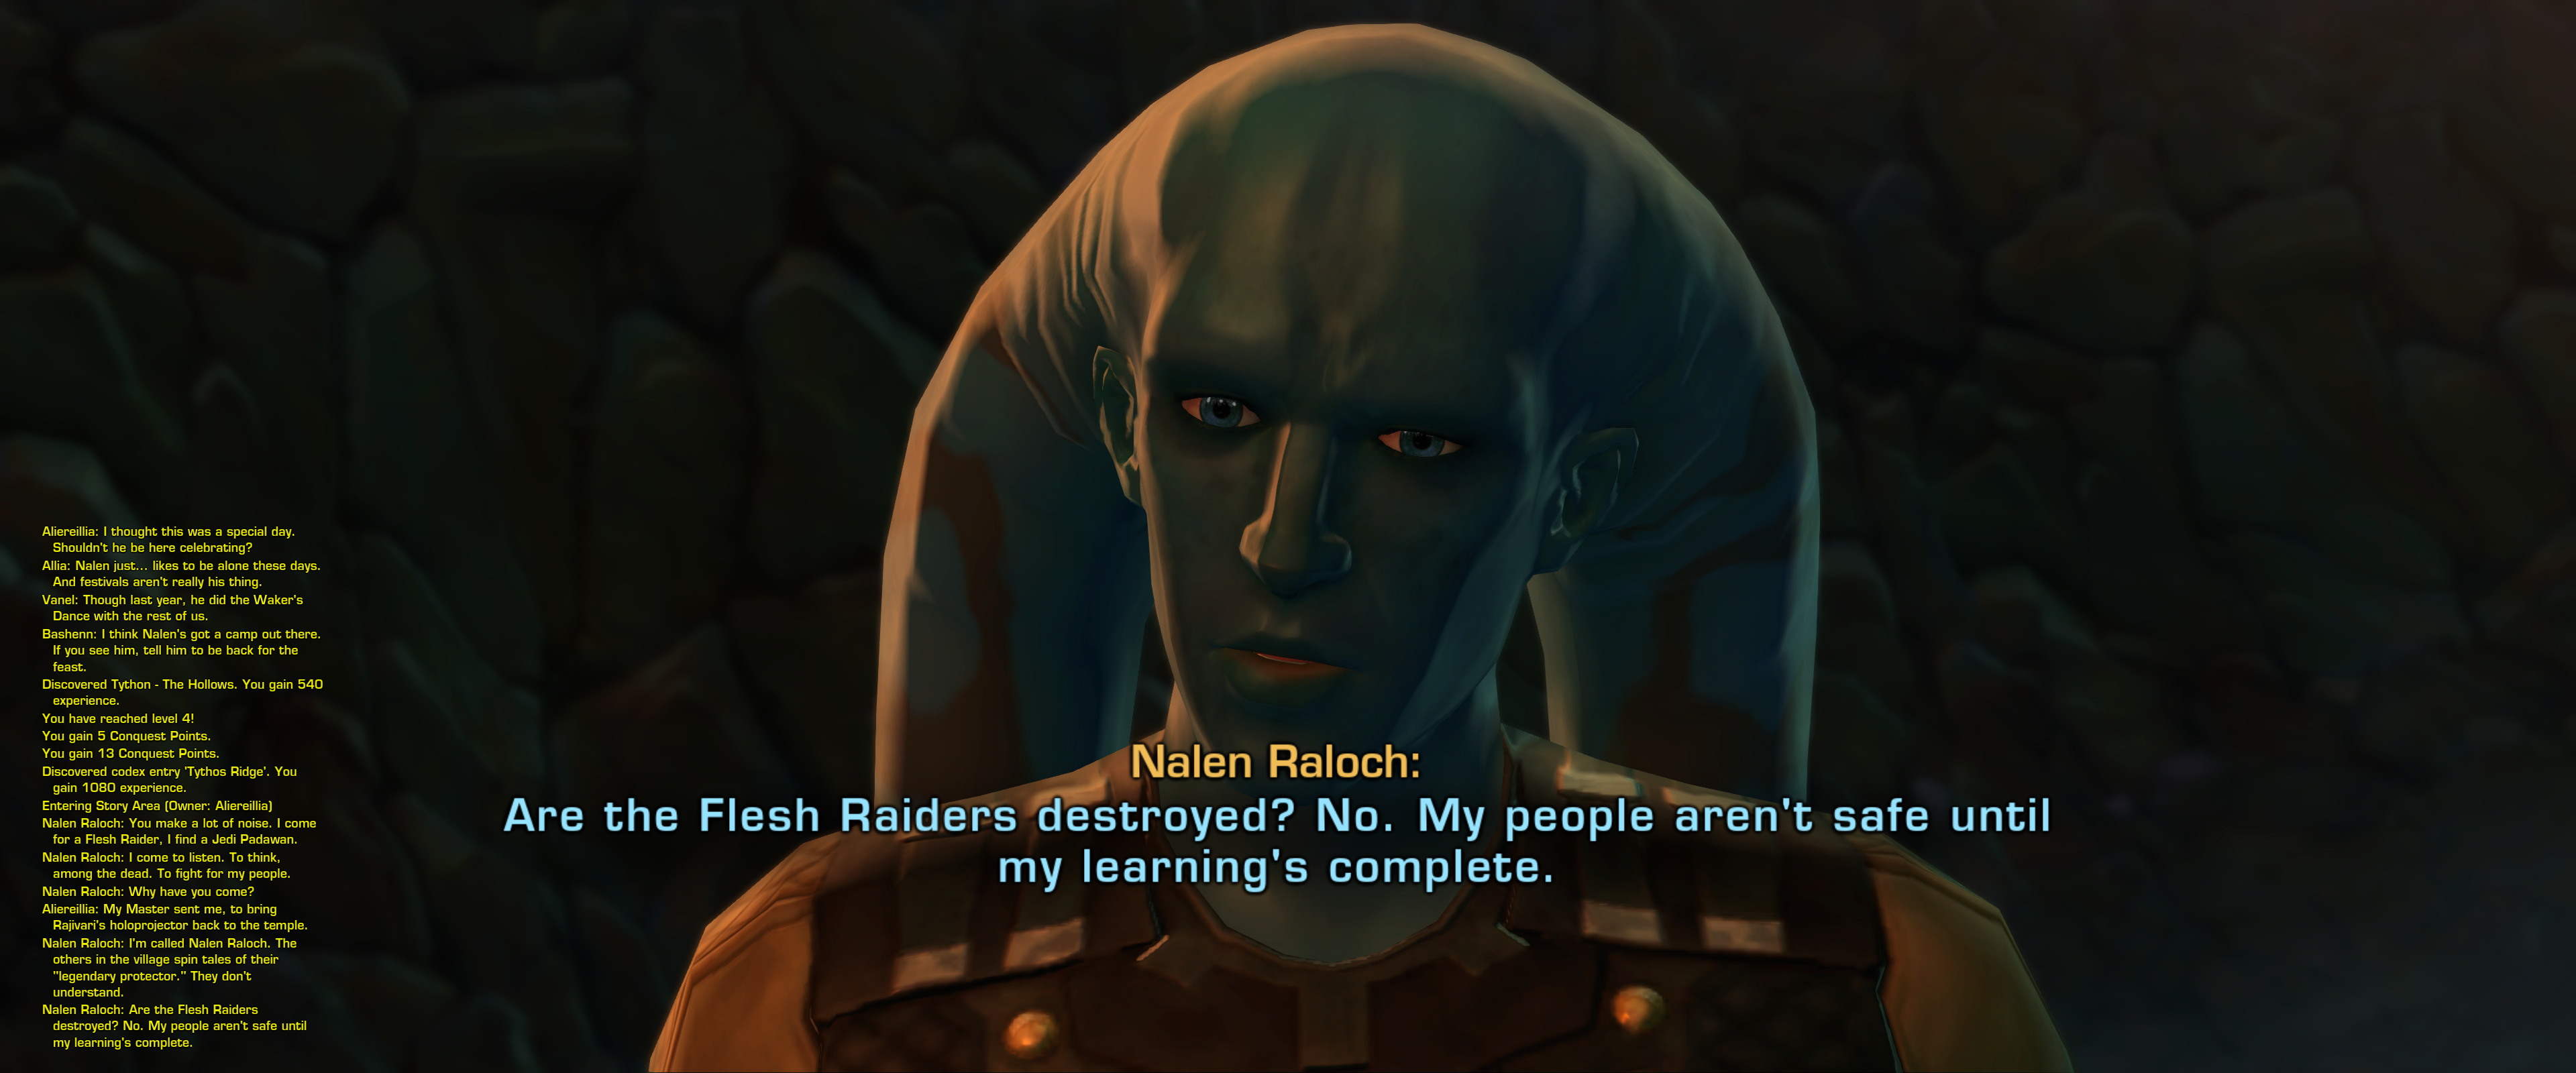 Aliereillia: I thought this was a special day.
Shouldn't he be here celebrating?
Allia: Nalen just... likes to be alone these days.
And festivals aren't really his thing.
Vanel: Though last year, he did the Waker's
Dance with the rest of us.
Bashenn: I think Nalen's got a camp out there.
If you see him, tell him to be back for the
feast.
Discovered Tython - The Hollows. You gain 540
experience.
You have reached level 4!
You gain 5 Conquest Points.
You gain 13 Conquest Points.
Discovered codex entry 'Tythos Ridge'. You
gain 1080 experience.
Entering Story Area (Owner: Aliereillia)
Nalen Raloch: You make a lot of noise. I come
for a Flesh Raider, I find a Jedi Padawan.
Nalen Raloch: I come to listen. To think,
among the dead. To fight for my people.
Nalen Raloch: Why have you come?
Aliereillia: My Master sent me, to bring
Rajivari's holoprojector back to the temple.
Nalen Raloch: I'm called Nalen Raloch. The
others in the village spin tales of their
"legendary protector." They don't
understand.
Nalen Raloch: Are the Flesh Raiders
destroyed? No. My people aren't safe until
my learning's complete.
Nalen Raloch:
Are the Flesh Raiders destroyed? No. My people aren't safe until
my learning's complete.